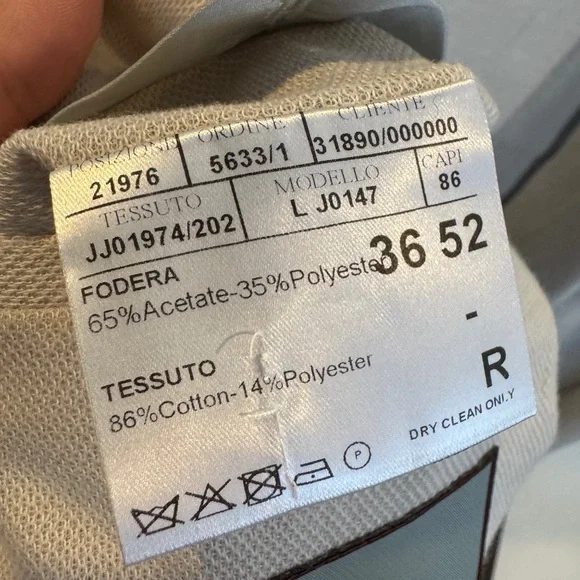 POSIZIONE ORDINE CLIENTE
21976 5633/1 31890/000000
TESSUTO MODELLO CAPI
JJ01974/202 L J0147 86
FODERA 36 52
65%Acetate-35%Polyester
-
TESSUTO
86%Cotton-14%Polyester R
DRY CLEAN ONLY
P